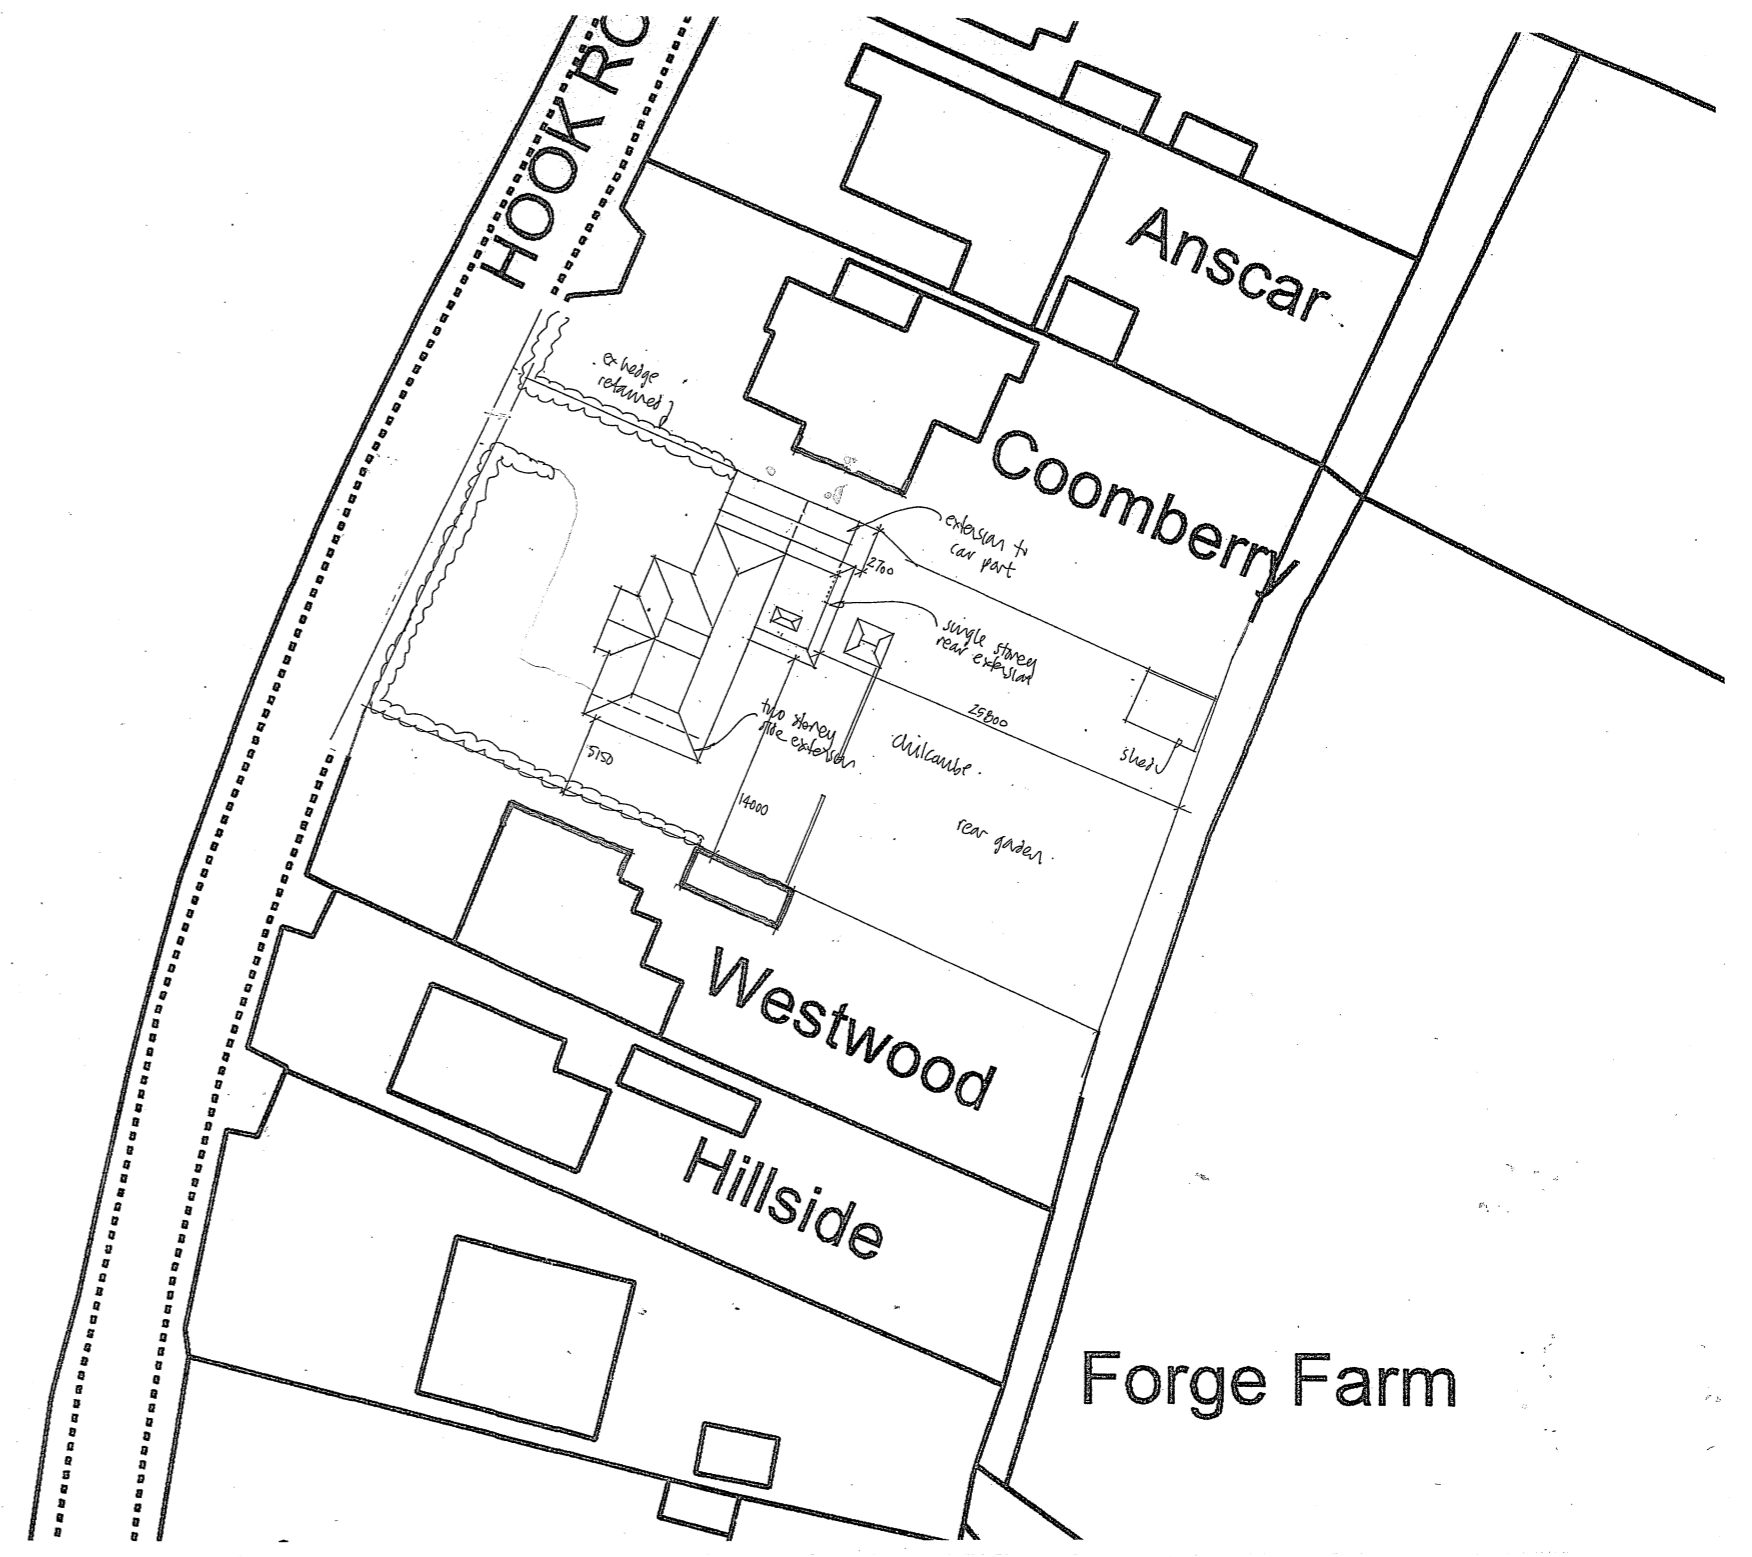 HOOK RO
Anscar
ex hedge
retained
Coomberry
extension to
car port
2700
single storey
rear extension
25800
two storey
side extension
chilcombe.
shed
5150
14000
rear garden.
Westwood
Hillside
Forge Farm